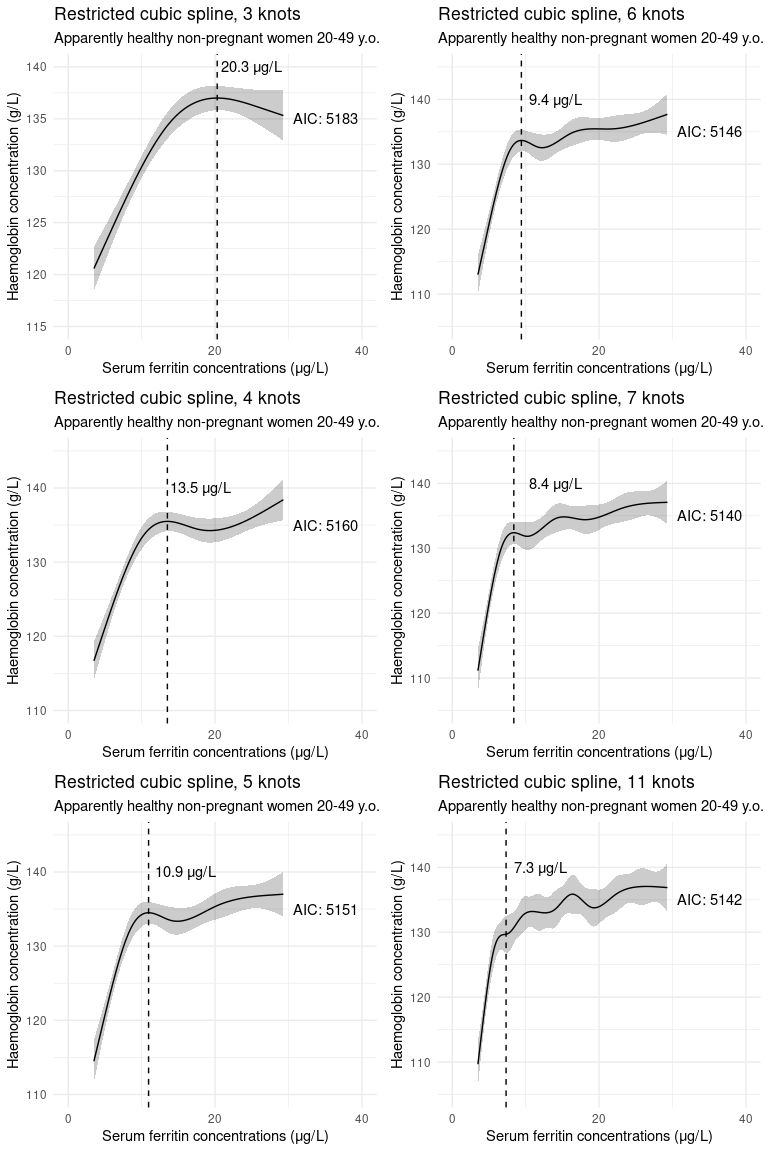 Restricted cubic spline, 3 knots
Apparently healthy non-pregnant women 20-49 y.o.
20.3 µg/L
AIC: 5183
Haemoglobin concentration (g/L)
140
135
130
125
120
115
0
20
40
Serum ferritin concentrations (µg/L)
Restricted cubic spline, 6 knots
Apparently healthy non-pregnant women 20-49 y.o.
9.4 µg/L
AIC: 5146
Haemoglobin concentration (g/L)
140
130
120
110
0
20
40
Serum ferritin concentrations (µg/L)
Restricted cubic spline, 4 knots
Apparently healthy non-pregnant women 20-49 y.o.
13.5 µg/L
AIC: 5160
Haemoglobin concentration (g/L)
140
130
120
110
0
20
40
Serum ferritin concentrations (µg/L)
Restricted cubic spline, 7 knots
Apparently healthy non-pregnant women 20-49 y.o.
8.4 µg/L
AIC: 5140
Haemoglobin concentration (g/L)
140
130
120
110
0
20
40
Serum ferritin concentrations (µg/L)
Restricted cubic spline, 5 knots
Apparently healthy non-pregnant women 20-49 y.o.
10.9 µg/L
AIC: 5151
Haemoglobin concentration (g/L)
140
130
120
110
0
20
40
Serum ferritin concentrations (µg/L)
Restricted cubic spline, 11 knots
Apparently healthy non-pregnant women 20-49 y.o.
7.3 µg/L
AIC: 5142
Haemoglobin concentration (g/L)
140
130
120
110
0
20
40
Serum ferritin concentrations (µg/L)